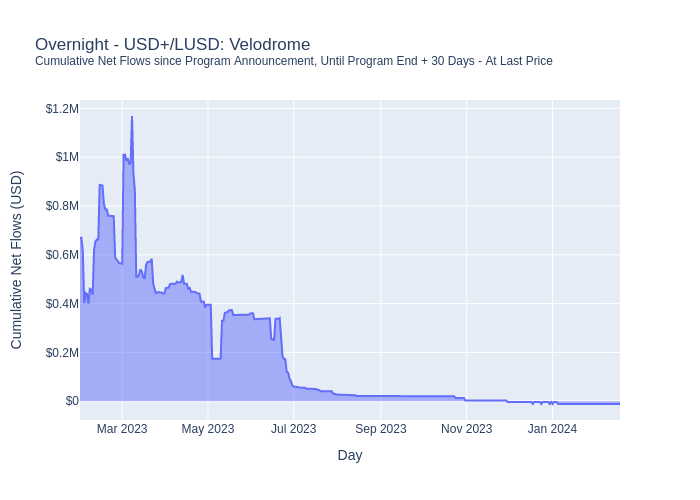 Overnight - USD+/LUSD: Velodrome
Cumulative Net Flows since Program Announcement, Until Program End + 30 Days - At Last Price
$1.2M
$1M
$0.8M
$0.6M
$0.4M
$0.2M
$0
Cumulative Net Flows (USD)
Mar 2023
May 2023
Jul 2023
Sep 2023
Nov 2023
Jan 2024
Day